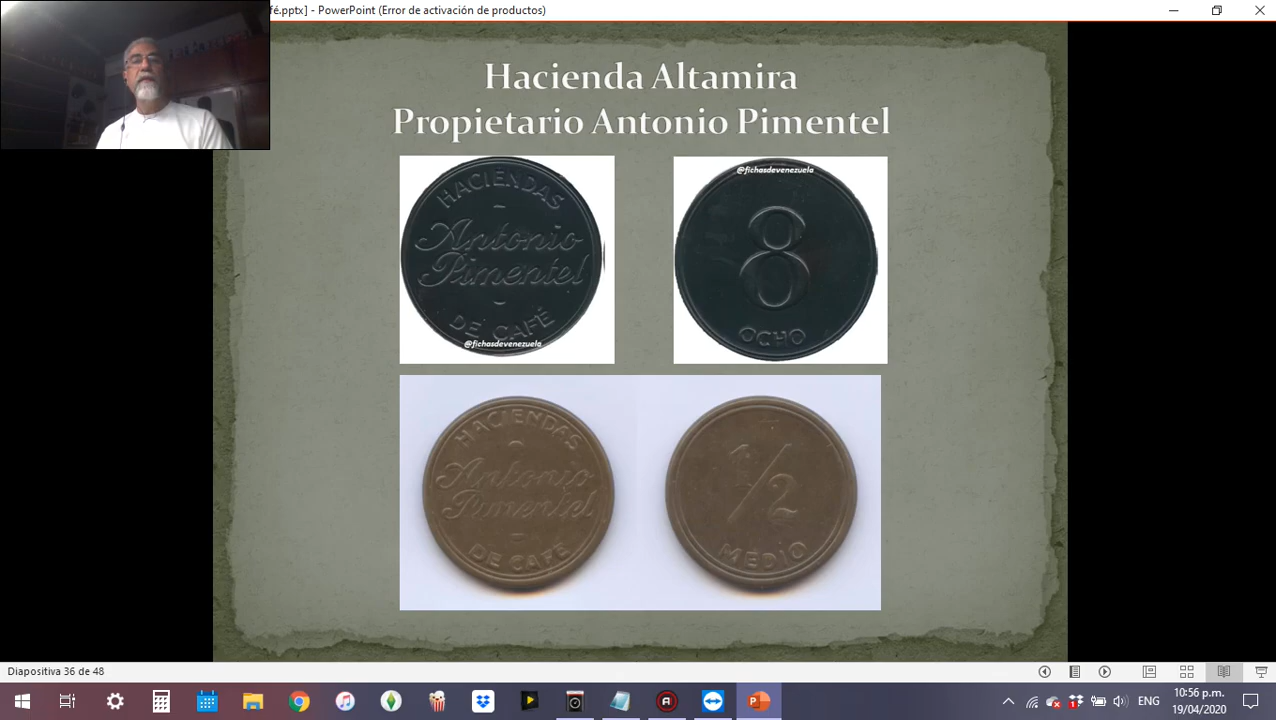 fé.pptx] - PowerPoint (Error de activación de productos)
Hacienda Altamira
Propietario Antonio Pimentel
HACIENDAS
Antonio
Pimentel
DE CAFÉ
@fichasdevenezuela
@fichasdevenezuela
8
OCHO
HACIENDAS
Antonio
Pimentel
DE CAFÉ
1/2
MEDIO
Diapositiva 36 de 48
ENG
10:56 p.m.
19/04/2020